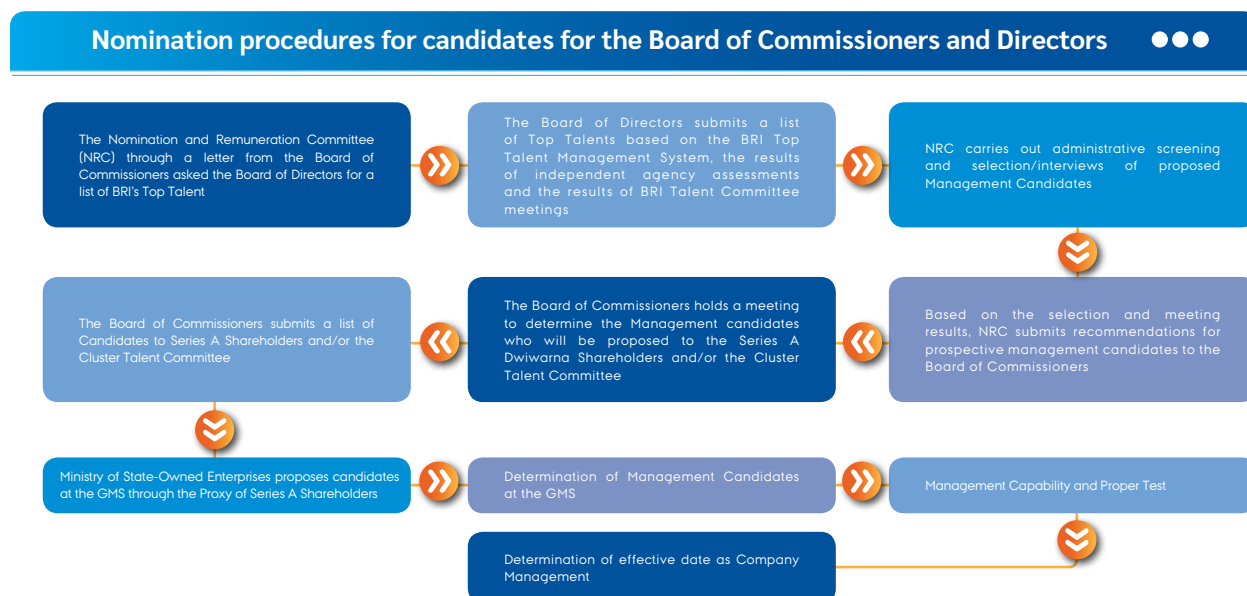 Nomination procedures for candidates for the Board of Commissioners and Directors
The Nomination and Remuneration Committee
(NRC) through a letter from the Board of
Commissioners asked the Board of Directors for a
list of BRI's Top Talent
The Board of Directors submits a list
of Top Talents based on the BRI Top
Talent Management System, the results
of independent agency assessments
and the results of BRI Talent Committee
meetings
NRC carries out administrative screening
and selection/interviews of proposed
Management Candidates
Based on the selection and meeting
results, NRC submits recommendations for
prospective management candidates to the
Board of Commissioners
The Board of Commissioners holds a meeting
to determine the Management candidates
who will be proposed to the Series A
Dwiwarna Shareholders and/or the Cluster
Talent Committee
The Board of Commissioners submits a list of
Candidates to Series A Shareholders and/or the
Cluster Talent Committee
Ministry of State-Owned Enterprises proposes candidates
at the GMS through the Proxy of Series A Shareholders
Determination of Management Candidates
at the GMS
Management Capability and Proper Test
Determination of effective date as Company
Management